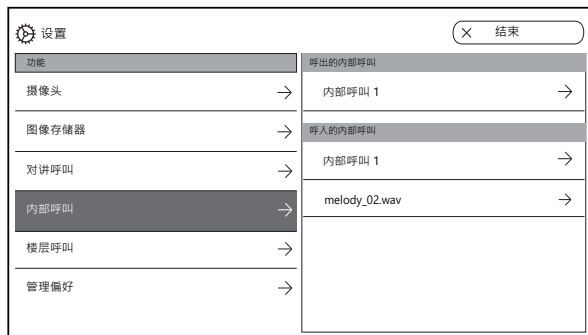 设置
× 结束
功能
摄像头
图像存储器
对讲呼叫
内部呼叫
楼层呼叫
管理偏好
呼出的内部呼叫
内部呼叫 1
呼入的内部呼叫
内部呼叫 1
melody_02.wav